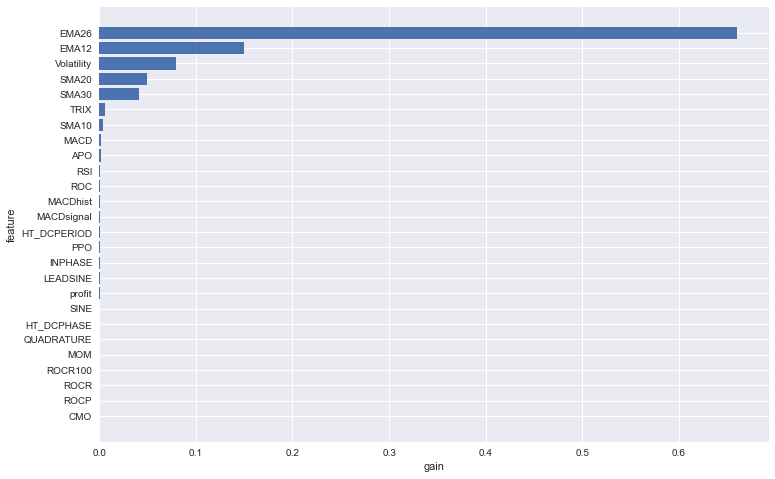 EMA26
EMA12
Volatility
SMA20
SMA30
TRIX
SMA10
MACD
APO
RSI
ROC
MACDhist
MACDsignal
HT_DCPERIOD
PPO
INPHASE
LEADSINE
profit
SINE
HT_DCPHASE
QUADRATURE
MOM
ROCR100
ROCR
ROCP
CMO
feature
0.0 0.1 0.2 0.3 0.4 0.5 0.6
gain